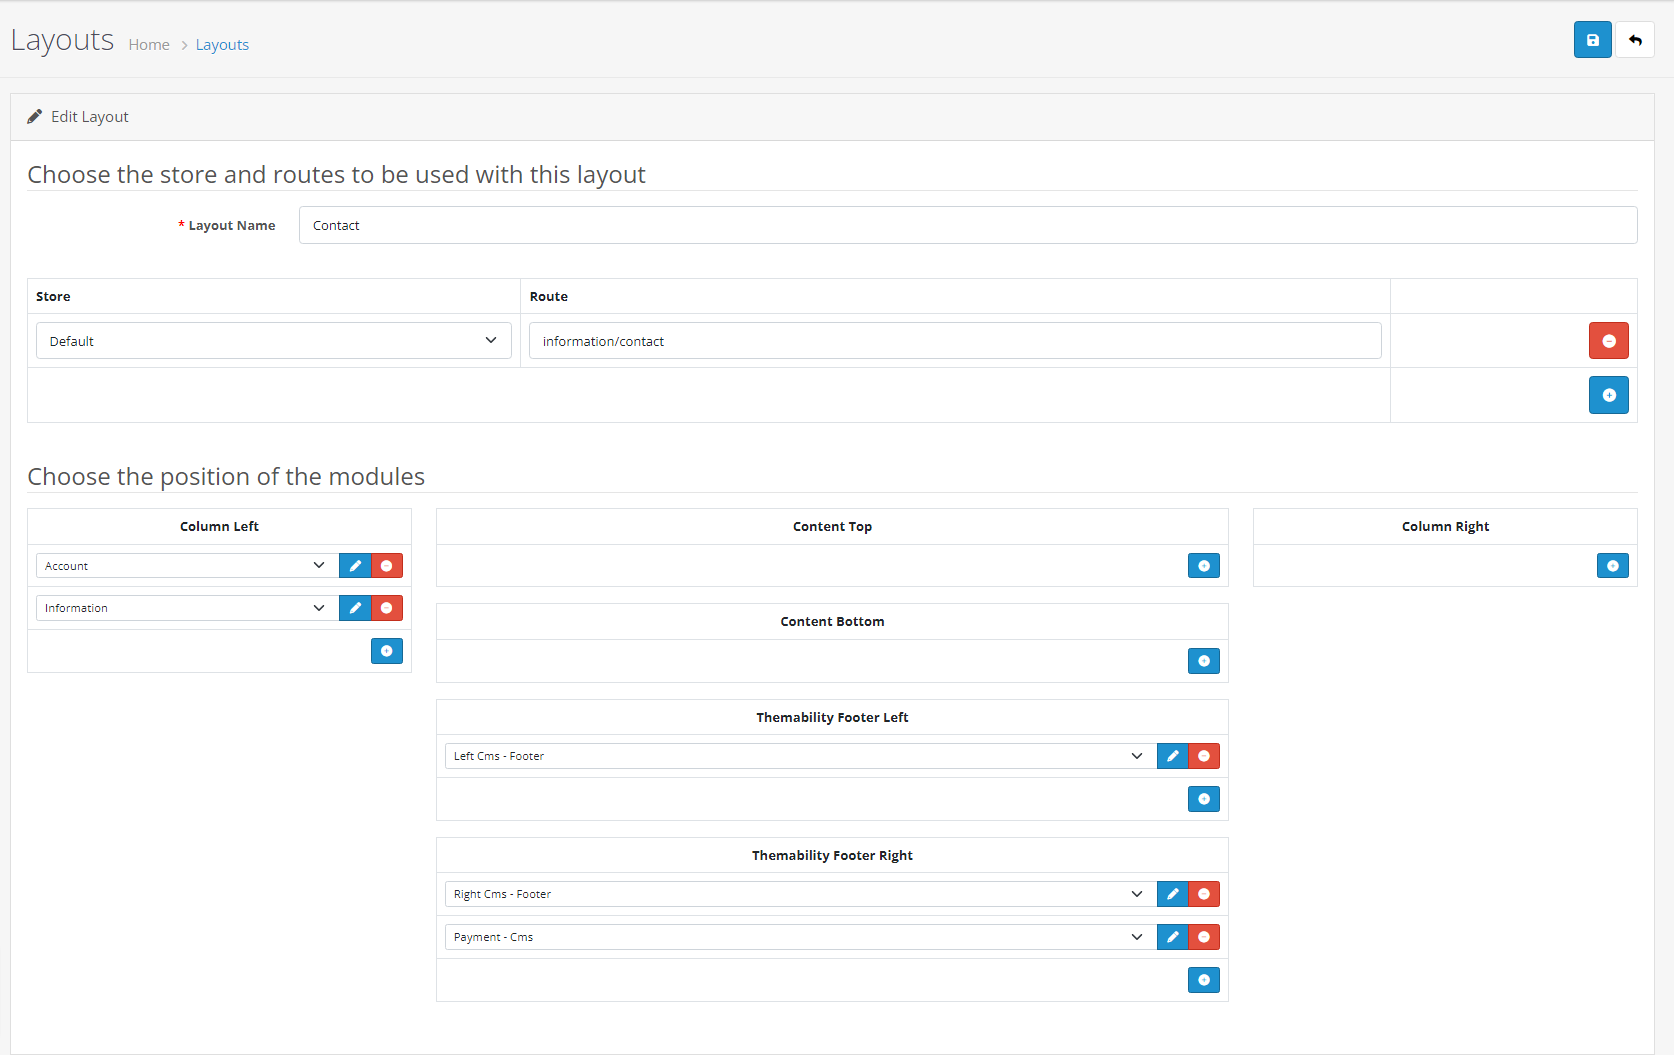 Layouts Home > Layouts
Edit Layout
Choose the store and routes to be used with this layout
* Layout Name Contact
Store Route
Default information/contact
Choose the position of the modules
Column Left
Account
Information
Content Top
Content Bottom
Themability Footer Left
Left Cms - Footer
Themability Footer Right
Right Cms - Footer
Payment - Cms
Column Right